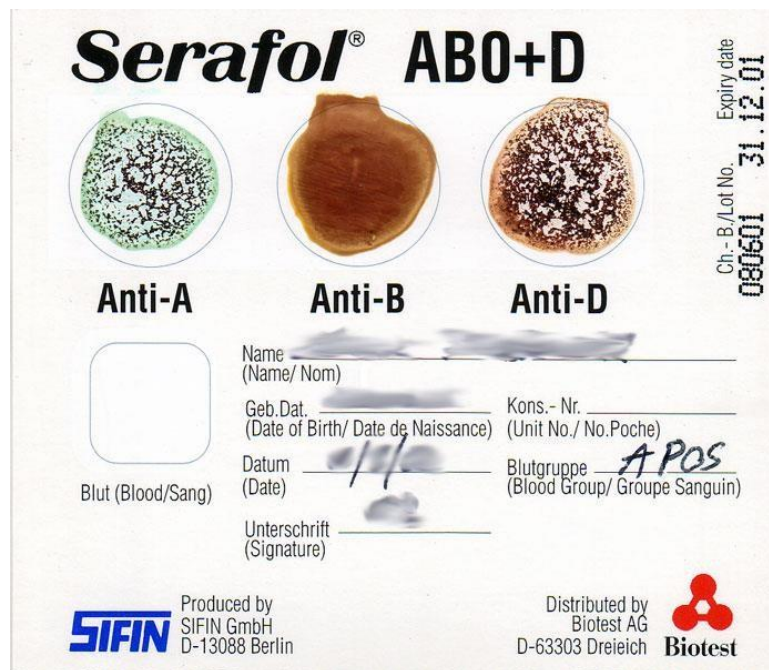 Serafol® ABO+D
Anti-A
Anti-B
Anti-D
Ch.- B./Lot No. Expiry date
080601 31.12.01
Name
(Name/ Nom)
Geb.Dat.
(Date of Birth/ Date de Naissance)
Kons.- Nr.
(Unit No./ No.Poche)
Datum
(Date)
Blutgruppe A POS
(Blood Group/ Groupe Sanguin)
Blut (Blood/Sang)
Unterschrift
(Signature)
SIFIN
Produced by
SIFIN GmbH
D-13088 Berlin
Distributed by
Biotest AG
D-63303 Dreieich
Biotest